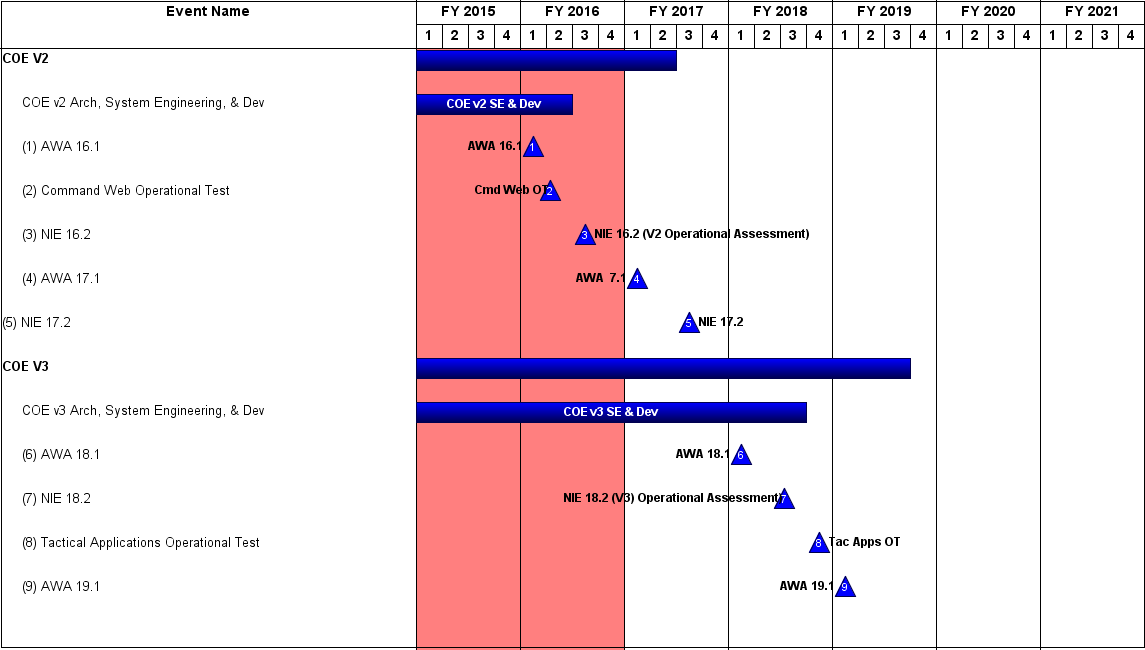 Event Name FY 2015 FY 2016 FY 2017 FY 2018 FY 2019 FY 2020 FY 2021
1 2 3 4 1 2 3 4 1 2 3 4 1 2 3 4 1 2 3 4 1 2 3 4 1 2 3 4
COE V2
COE v2 Arch, System Engineering, & Dev COE v2 SE & Dev
(1) AWA 16.1 AWA 16.1 1
(2) Command Web Operational Test Cmd Web OT 2
(3) NIE 16.2 3 NIE 16.2 (V2 Operational Assessment)
(4) AWA 17.1 AWA 7.1 4
(5) NIE 17.2 5 NIE 17.2
COE V3
COE v3 Arch, System Engineering, & Dev COE v3 SE & Dev
(6) AWA 18.1 AWA 18.1 6
(7) NIE 18.2 NIE 18.2 (V3) Operational Assessment) 7
(8) Tactical Applications Operational Test 8 Tac Apps OT
(9) AWA 19.1 AWA 19.1 9